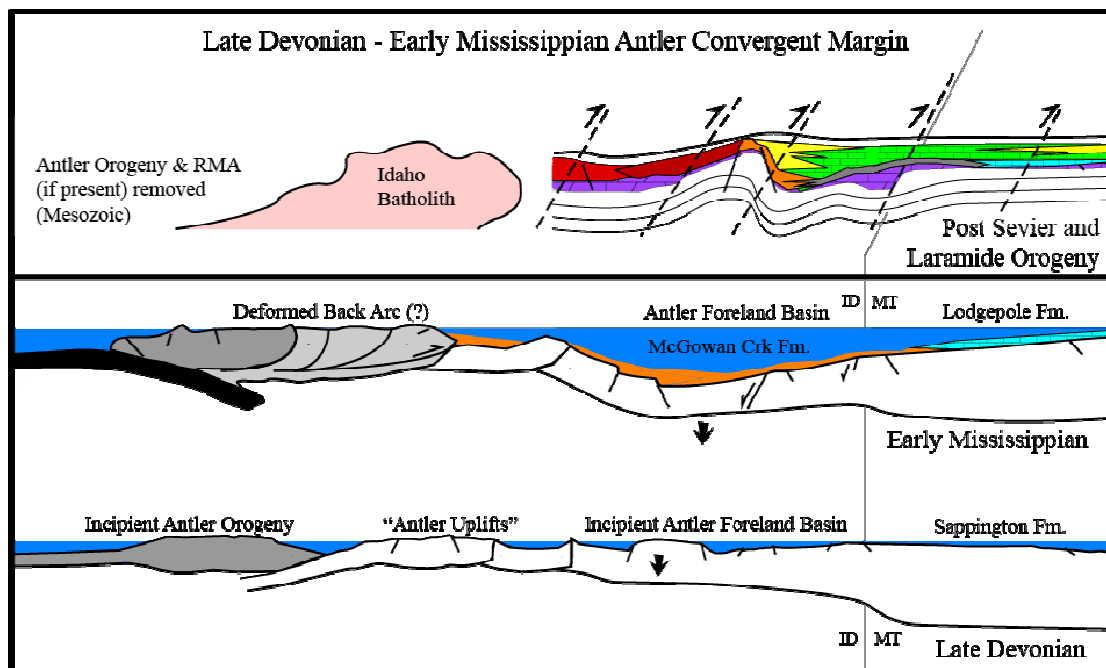 Late Devonian - Early Mississippian Antler Convergent Margin
Antler Orogeny & RMA
(if present) removed
(Mesozoic)
Idaho
Batholith
Post Sevier and
Laramide Orogeny
Deformed Back Arc (?)
Antler Foreland Basin
ID
MT
Lodgepole Fm.
McGowan Crk Fm.
Early Mississippian
Incipient Antler Orogeny
"Antler Uplifts"
Incipient Antler Foreland Basin
Sappington Fm.
ID
MT
Late Devonian